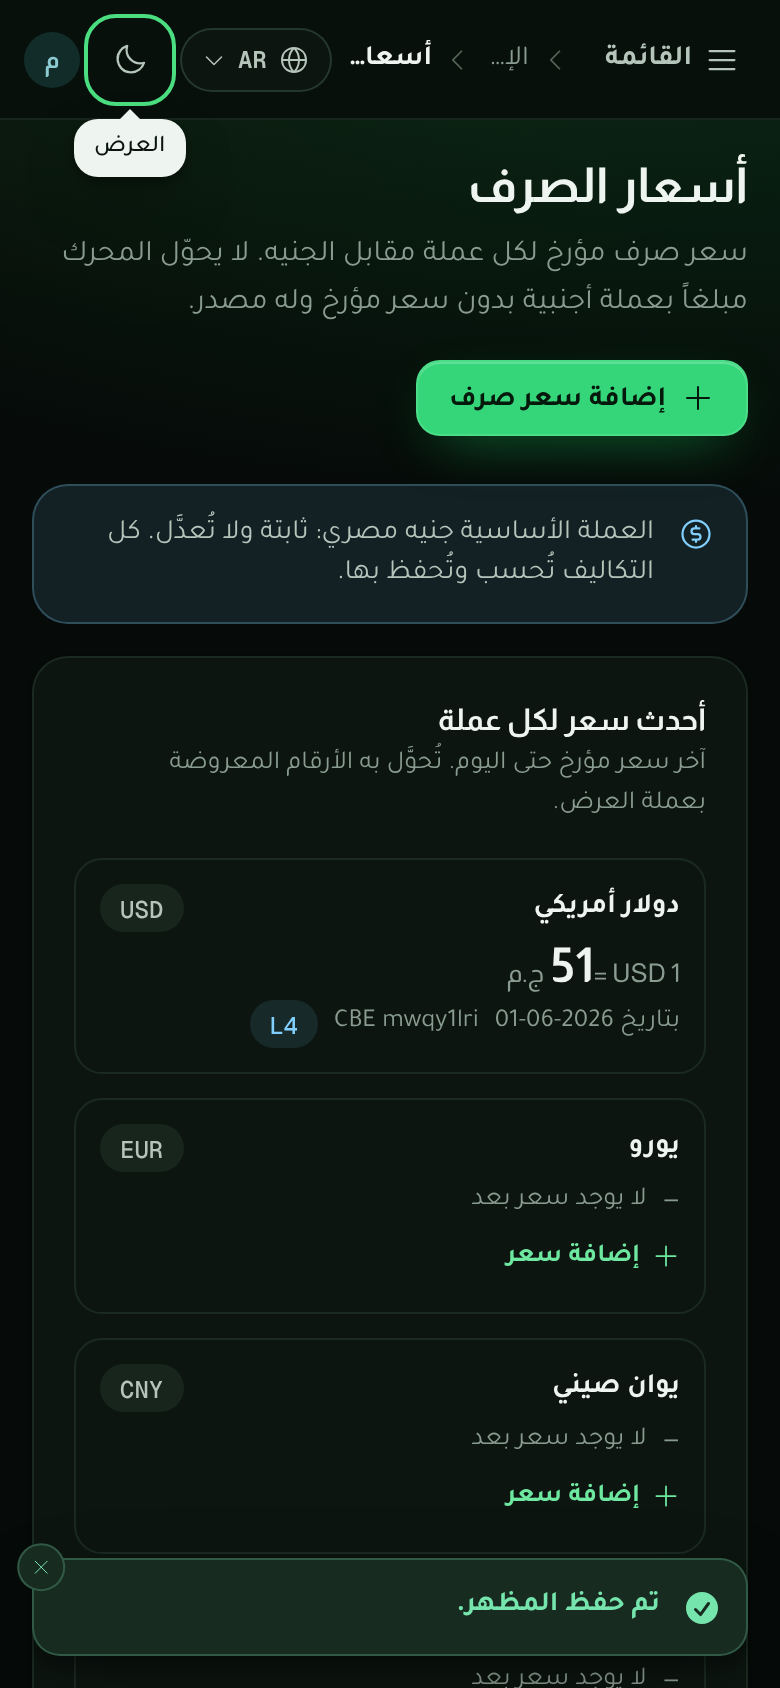 القائمة
الإ...
أسعا...
AR
م
العرض
أسعار الصرف
سعر صرف مؤرخ لكل عملة مقابل الجنيه. لا يحوّل المحرك
مبلغاً بعملة أجنبية بدون سعر مؤرخ وله مصدر.
إضافة سعر صرف
العملة الأساسية جنيه مصري: ثابتة ولا تُعدَّل. كل
التكاليف تُحسب وتُحفظ بها.
أحدث سعر لكل عملة
آخر سعر مؤرخ حتى اليوم. تُحوَّل به الأرقام المعروضة
بعملة العرض.
دولار أمريكي
USD
1 USD = 51 ج.م
بتاريخ 2026-06-01 CBE mwqy1lri L4
يورو
EUR
– لا يوجد سعر بعد
إضافة سعر
يوان صيني
CNY
– لا يوجد سعر بعد
إضافة سعر
تم حفظ المظهر.
– لا يوجد سعر بعد